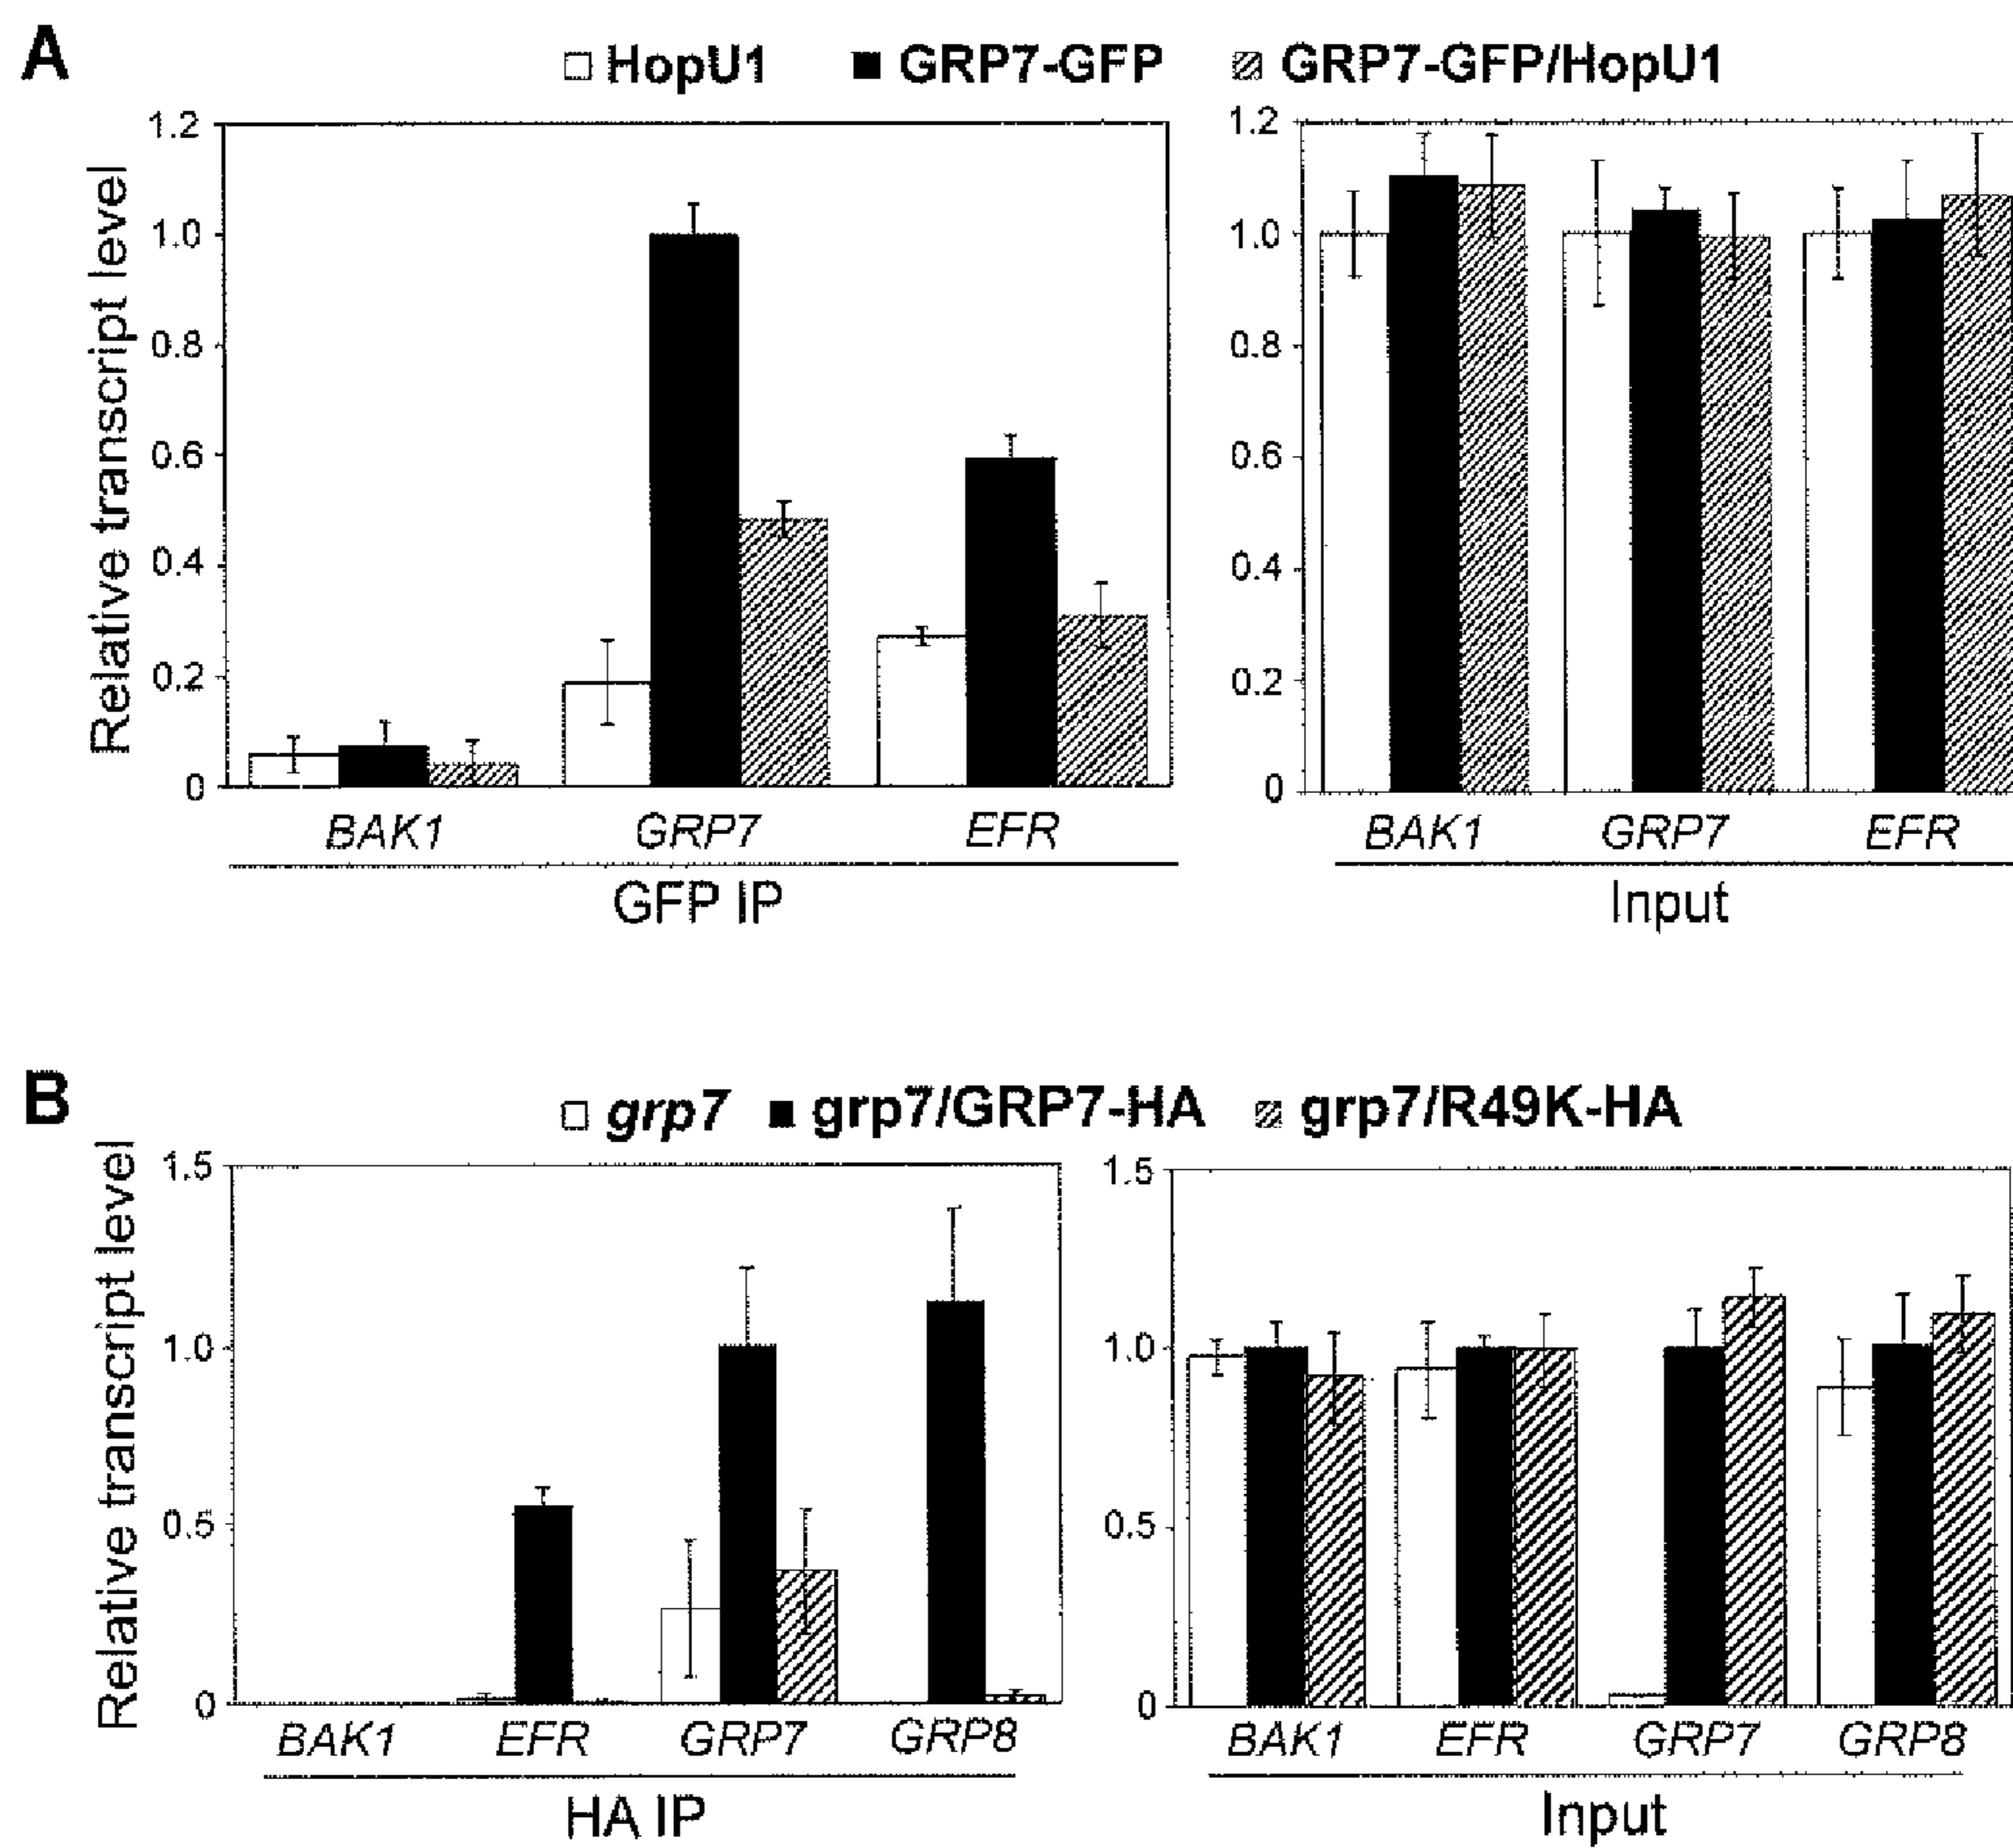 A
HopU1 GRP7-GFP GRP7-GFP/HopU1
Relative transcript level
1.2
1.0
0.8
0.6
0.4
0.2
0
BAK1 GRP7 EFR
GFP IP
1.2
1.0
0.8
0.6
0.4
0.2
0
BAK1 GRP7 EFR
Input
B
grp7 grp7/GRP7-HA grp7/R49K-HA
Relative transcript level
1.5
1.0
0.5
0
BAK1 EFR GRP7 GRP8
HA IP
1.5
1.0
0.5
0
BAK1 EFR GRP7 GRP8
Input